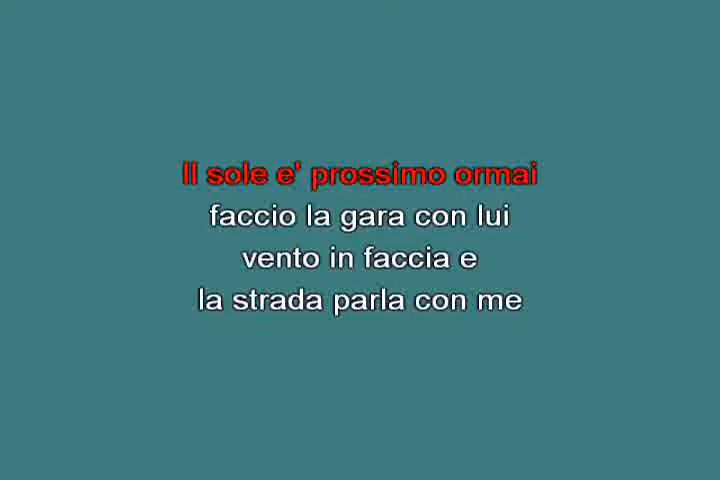 Il sole e' prossimo ormai
faccio la gara con lui
vento in faccia e
la strada parla con me